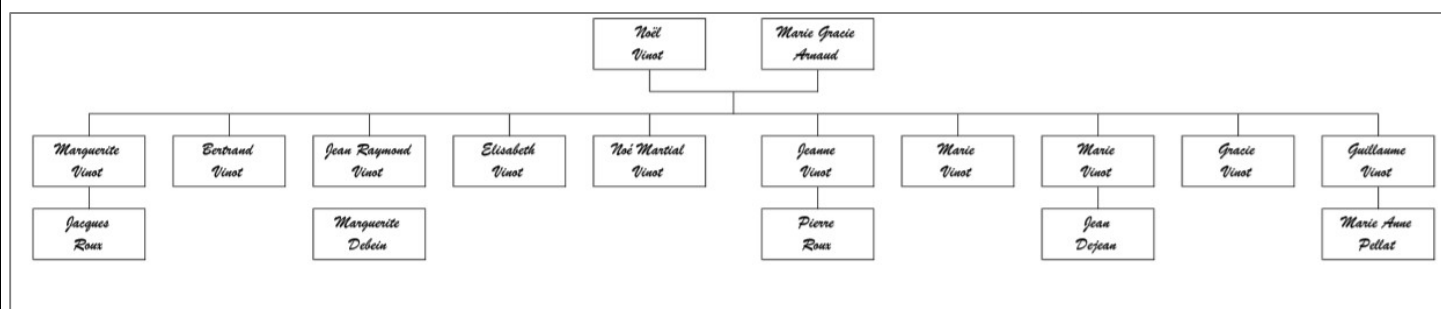 Noël
Vinot
Marie Gracie
Arnaud
Marguerite
Vinot
Bertrand
Vinot
Jean Raymond
Vinot
Elisabeth
Vinot
Noé Martial
Vinot
Jeanne
Vinot
Marie
Vinot
Marie
Vinot
Gracie
Vinot
Guillaume
Vinot
Jacques
Roux
Marguerite
Debein
Pierre
Roux
Jean
Dejean
Marie Anne
Pellat